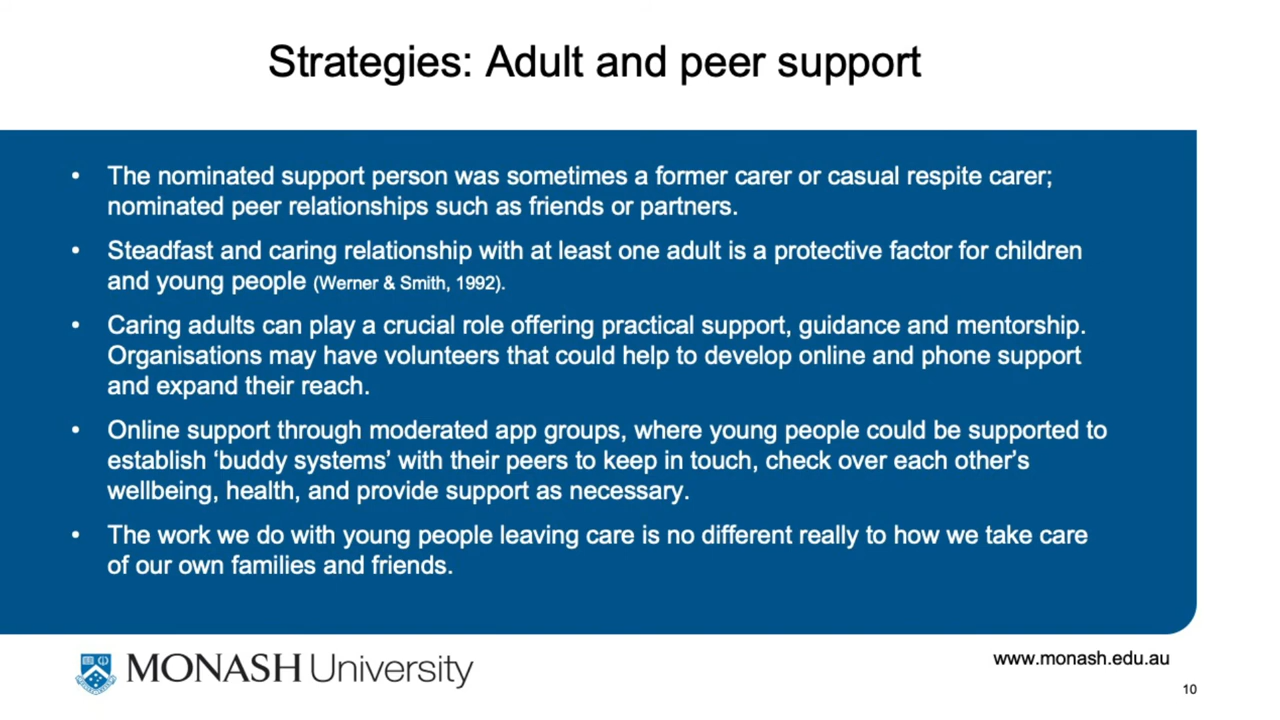 Strategies: Adult and peer support
• The nominated support person was sometimes a former carer or casual respite carer;
nominated peer relationships such as friends or partners.
• Steadfast and caring relationship with at least one adult is a protective factor for children
and young people (Werner & Smith, 1992).
• Caring adults can play a crucial role offering practical support, guidance and mentorship.
Organisations may have volunteers that could help to develop online and phone support
and expand their reach.
• Online support through moderated app groups, where young people could be supported to
establish ‘buddy systems’ with their peers to keep in touch, check over each other’s
wellbeing, health, and provide support as necessary.
• The work we do with young people leaving care is no different really to how we take care
of our own families and friends.
MONASH University
www.monash.edu.au
10